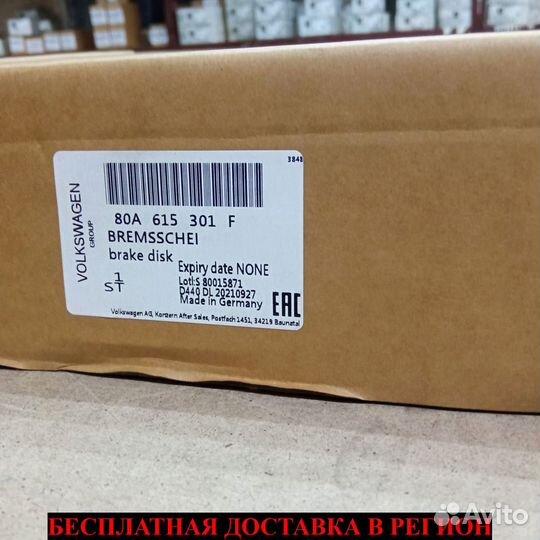 3848
VOLKSWAGEN
GROUP
80A 615 301 F
BREMSSCHEI
brake disk
Expiry date NONE
1
ST
Lott:S 80015871
D440 DL 20210927
Made in Germany
EAC
Volkswagen AG, Konzern After Sales, Postfach 1451, 34219 Baunatal
Avito
БЕСПЛАТНАЯ ДОСТАВКА В РЕГИОН